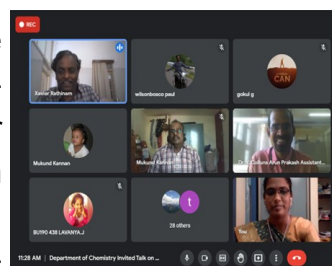 REC
Xavier Rathinam
wilsonbosco paul
gokul g
CAN
Mukund Kannan
Mukund Kannan
Arun Prakash Assistant...
BU190 438 LAVANYA.J
t
28 others
You
11:28 AM | Department of Chemistry Invited Talk on ...